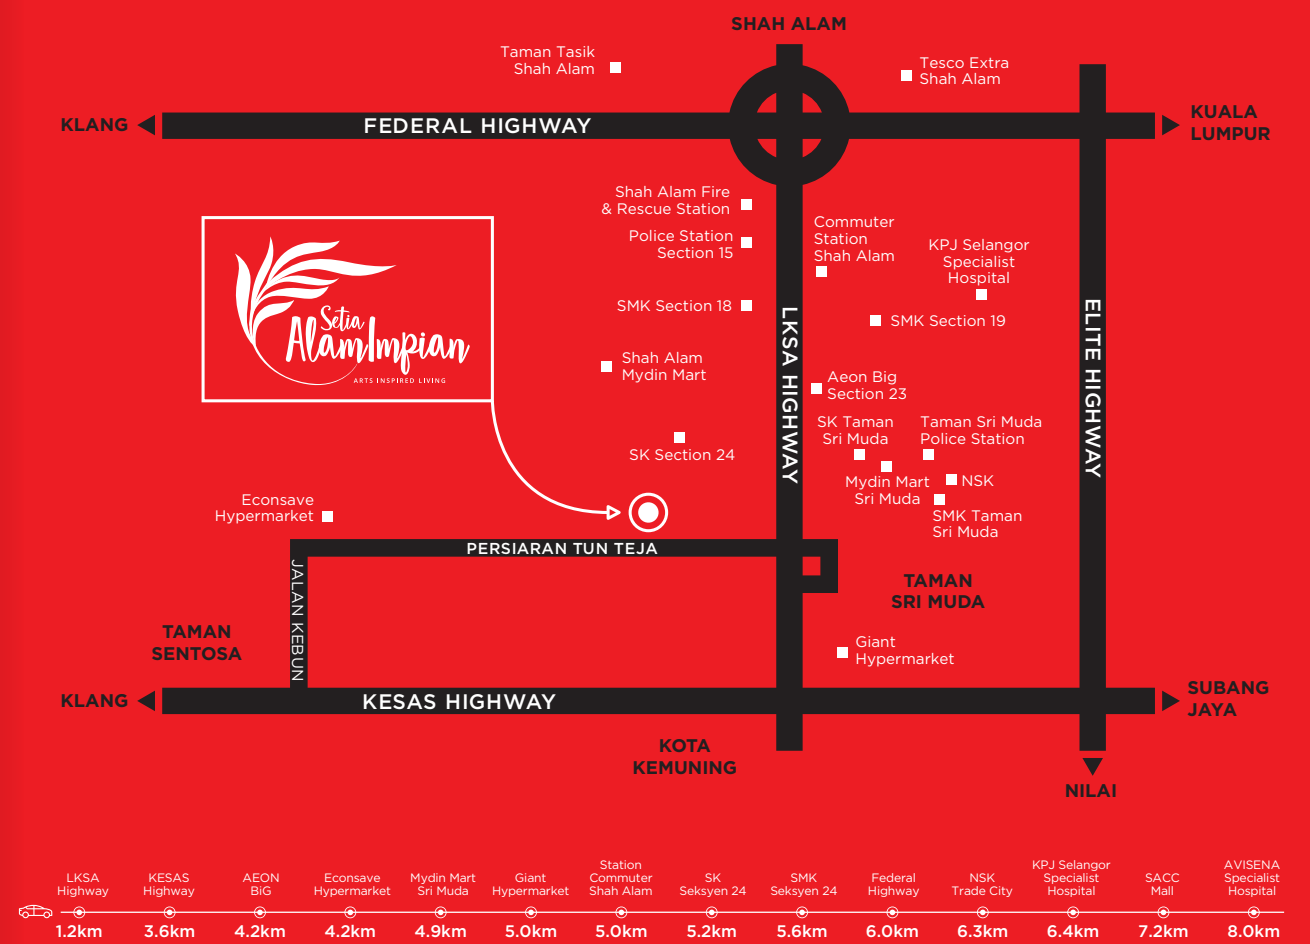 SHAH ALAM
Taman Tasik
Shah Alam
Tesco Extra
Shah Alam
KLANG
FEDERAL HIGHWAY
KUALA
LUMPUR
Shah Alam Fire
& Rescue Station
Police Station
Section 15
Commuter
Station
Shah Alam
KPJ Selangor
Specialist
Hospital
SMK Section 18
SMK Section 19
LKSA HIGHWAY
ELITE HIGHWAY
Setia
AlamImpian
ARTS INSPIRED LIVING
Shah Alam
Mydin Mart
Aeon Big
Section 23
SK Taman
Sri Muda
Taman Sri Muda
Police Station
SK Section 24
Mydin Mart
Sri Muda
NSK
SMK Taman
Sri Muda
Econsave
Hypermarket
PERSIARAN TUN TEJA
JALAN KEBUN
TAMAN
SRI MUDA
TAMAN
SENTOSA
Giant
Hypermarket
KLANG
KESAS HIGHWAY
SUBANG
JAYA
KOTA
KEMUNING
NILAI
LKSA
Highway
1.2km
KESAS
Highway
3.6km
AEON
BiG
4.2km
Econsave
Hypermarket
4.2km
Mydin Mart
Sri Muda
4.9km
Giant
Hypermarket
5.0km
Station
Commuter
Shah Alam
5.0km
SK
Seksyen 24
5.2km
SMK
Seksyen 24
5.6km
Federal
Highway
6.0km
NSK
Trade City
6.3km
KPJ Selangor
Specialist
Hospital
6.4km
SACC
Mall
7.2km
AVISENA
Specialist
Hospital
8.0km